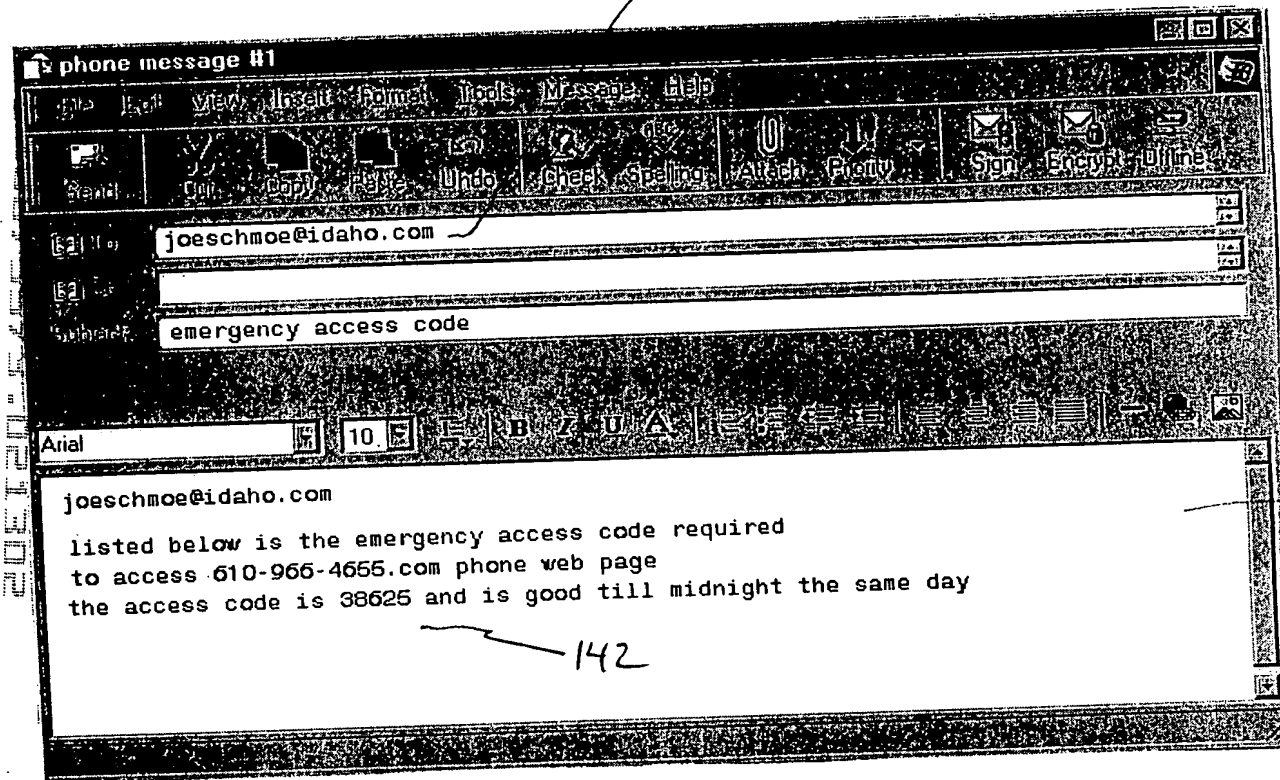 phone message #1
File Edit View Insert Format Tools Message Help
Send Cut Copy Paste Undo Check Spelling Attach Priority Sign Encrypt Offline
To: joeschmoe@idaho.com
Subject: emergency access code
Arial 10 B I U A
joeschmoe@idaho.com
listed below is the emergency access code required
to access 610-966-4655.com phone web page
the access code is 38625 and is good till midnight the same day
142